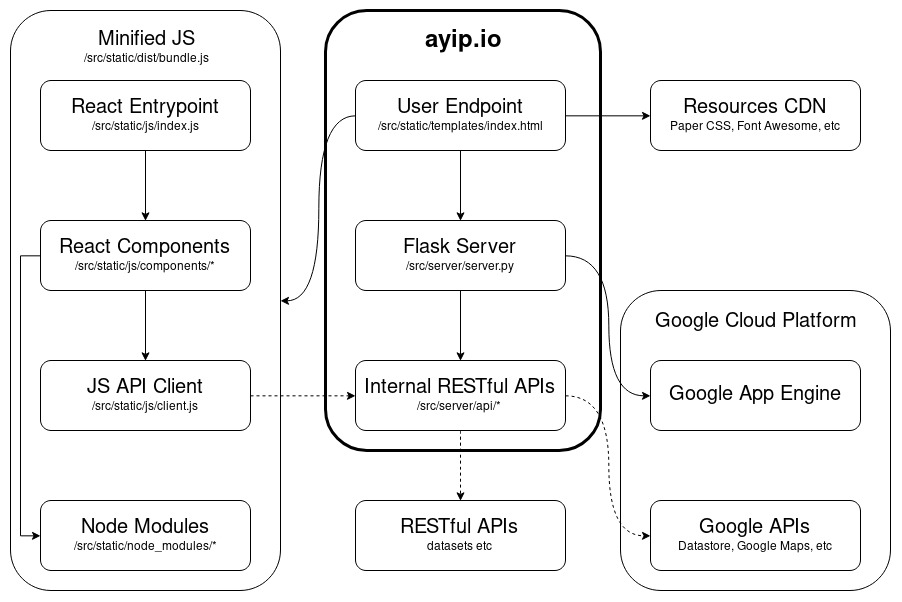 Minified JS
/src/static/dist/bundle.js
React Entrypoint
/src/static/js/index.js
React Components
/src/static/js/components/*
JS API Client
/src/static/js/client.js
Node Modules
/src/static/node_modules/*
ayip.io
User Endpoint
/src/static/templates/index.html
Flask Server
/src/server/server.py
Internal RESTful APIs
/src/server/api/*
RESTful APIs
datasets etc
Resources CDN
Paper CSS, Font Awesome, etc
Google Cloud Platform
Google App Engine
Google APIs
Datastore, Google Maps, etc